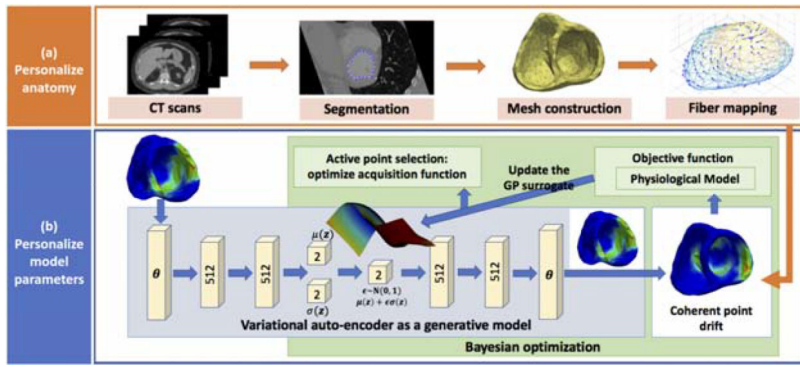 (a)
Personalize
anatomy
CT scans
Segmentation
Mesh construction
Fiber mapping
(b)
Personalize
model
parameters
Active point selection:
optimize acquisition function
Update the
GP surrogate
Objective function
Physiological Model
θ
512
512
μ(z)
2
2
σ(z)
2
ϵ~N(0, 1)
μ(z) + ϵσ(z)
512
512
θ
Variational auto-encoder as a generative model
Coherent point
drift
Bayesian optimization